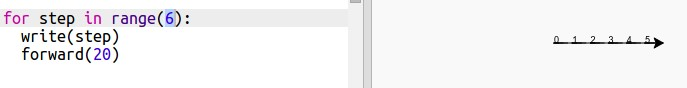 for step in range(6):
  write(step)
  forward(20)
0 1 2 3 4 5